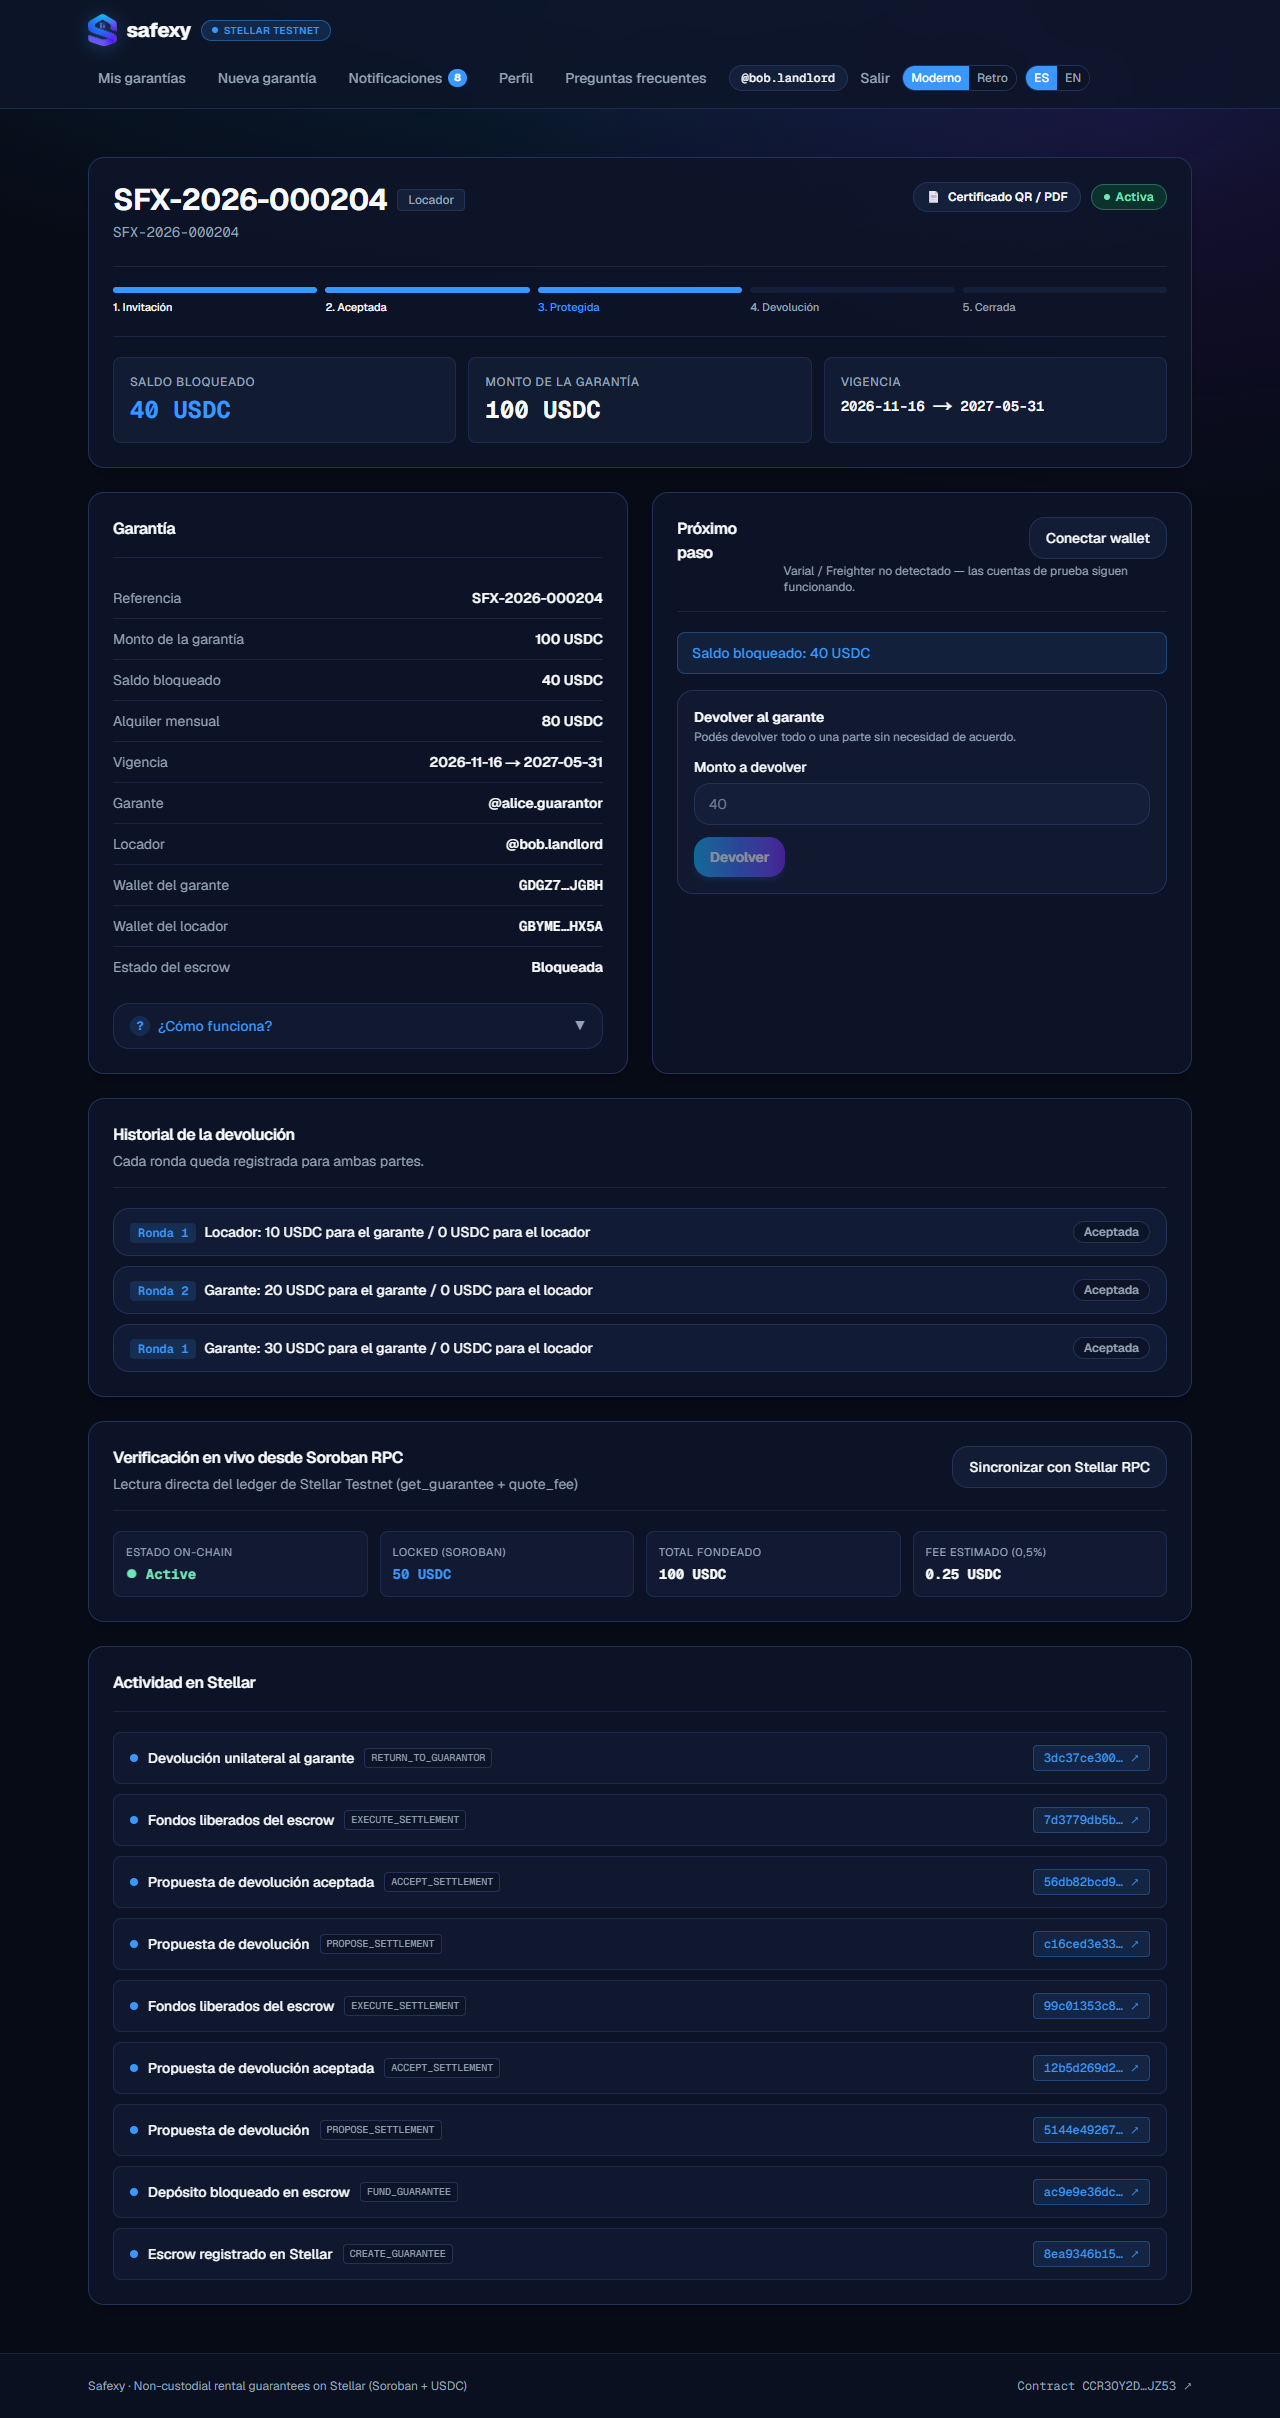 safexy
STELLAR TESTNET
Mis garantías
Nueva garantía
Notificaciones 8
Perfil
Preguntas frecuentes
@bob.landlord
Salir
Moderno
Retro
ES
EN
SFX-2026-000204
Locador
Certificado QR / PDF
Activa
SFX-2026-000204
1. Invitación
2. Aceptada
3. Protegida
4. Devolución
5. Cerrada
SALDO BLOQUEADO
40 USDC
MONTO DE LA GARANTÍA
100 USDC
VIGENCIA
2026-11-16 → 2027-05-31
Garantía
Referencia SFX-2026-000204
Monto de la garantía 100 USDC
Saldo bloqueado 40 USDC
Alquiler mensual 80 USDC
Vigencia 2026-11-16 → 2027-05-31
Garante @alice.guarantor
Locador @bob.landlord
Wallet del garante GDGZ7…JGBH
Wallet del locador GBYME…HX5A
Estado del escrow Bloqueada
? ¿Cómo funciona? ▼
Próximo
paso
Conectar wallet
Varial / Freighter no detectado — las cuentas de prueba siguen
funcionando.
Saldo bloqueado: 40 USDC
Devolver al garante
Podés devolver todo o una parte sin necesidad de acuerdo.
Monto a devolver
40
Devolver
Historial de la devolución
Cada ronda queda registrada para ambas partes.
Ronda 1 Locador: 10 USDC para el garante / 0 USDC para el locador Aceptada
Ronda 2 Garante: 20 USDC para el garante / 0 USDC para el locador Aceptada
Ronda 1 Garante: 30 USDC para el garante / 0 USDC para el locador Aceptada
Verificación en vivo desde Soroban RPC
Lectura directa del ledger de Stellar Testnet (get_guarantee + quote_fee)
Sincronizar con Stellar RPC
ESTADO ON-CHAIN
● Active
LOCKED (SOROBAN)
50 USDC
TOTAL FONDEADO
100 USDC
FEE ESTIMADO (0,5%)
0.25 USDC
Actividad en Stellar
Devolución unilateral al garante RETURN_TO_GUARANTOR 3dc37ce300… ↗
Fondos liberados del escrow EXECUTE_SETTLEMENT 7d3779db5b… ↗
Propuesta de devolución aceptada ACCEPT_SETTLEMENT 56db82bcd9… ↗
Propuesta de devolución PROPOSE_SETTLEMENT c16ced3e33… ↗
Fondos liberados del escrow EXECUTE_SETTLEMENT 99c01353c8… ↗
Propuesta de devolución aceptada ACCEPT_SETTLEMENT 12b5d269d2… ↗
Propuesta de devolución PROPOSE_SETTLEMENT 5144e49267… ↗
Depósito bloqueado en escrow FUND_GUARANTEE ac9e9e36dc… ↗
Escrow registrado en Stellar CREATE_GUARANTEE 8ea9346b15… ↗
Safexy · Non-custodial rental guarantees on Stellar (Soroban + USDC)
Contract CCR3OY2D…JZ53 ↗